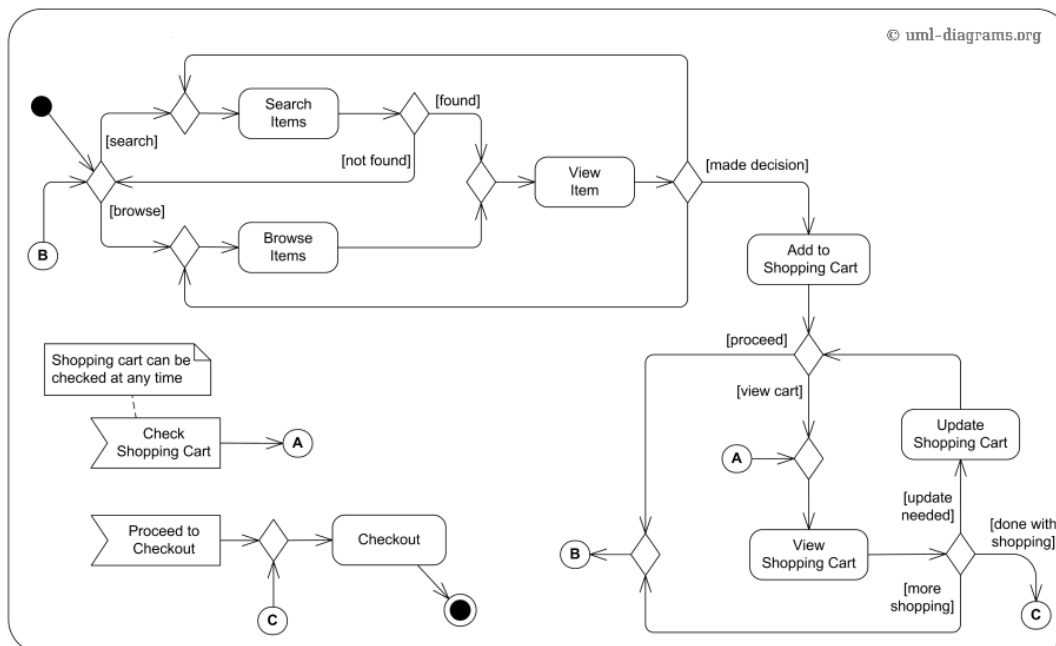 © uml-diagrams.org
Search
Items
[found]
[search]
[not found]
View
Item
[made decision]
[browse]
B
Browse
Items
Add to
Shopping Cart
[proceed]
Shopping cart can be
checked at any time
[view cart]
Check
Shopping Cart
A
A
Update
Shopping Cart
[update
needed]
[done with
shopping]
Proceed to
Checkout
Checkout
B
View
Shopping Cart
[more
shopping]
C
C